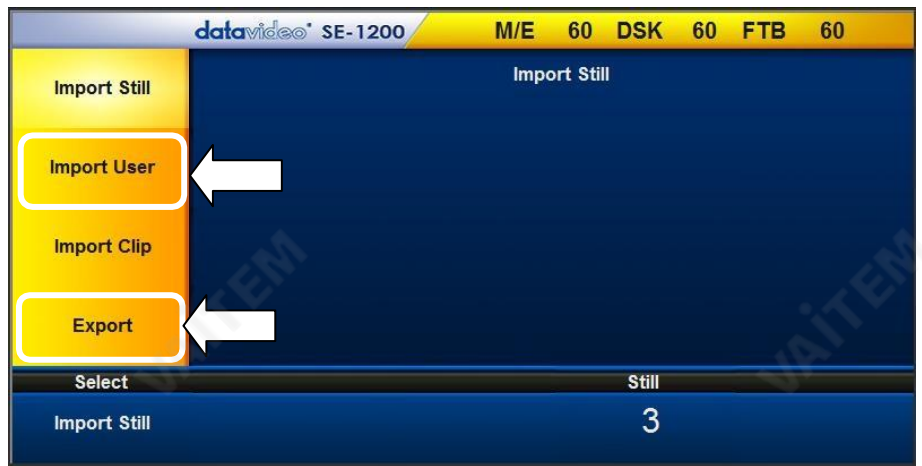 datavideo SE-1200 M/E 60 DSK 60 FTB 60
Import Still
Import Still
Import User
Import Clip
Export
Select Still
Import Still 3
VAITEM
VAITEM